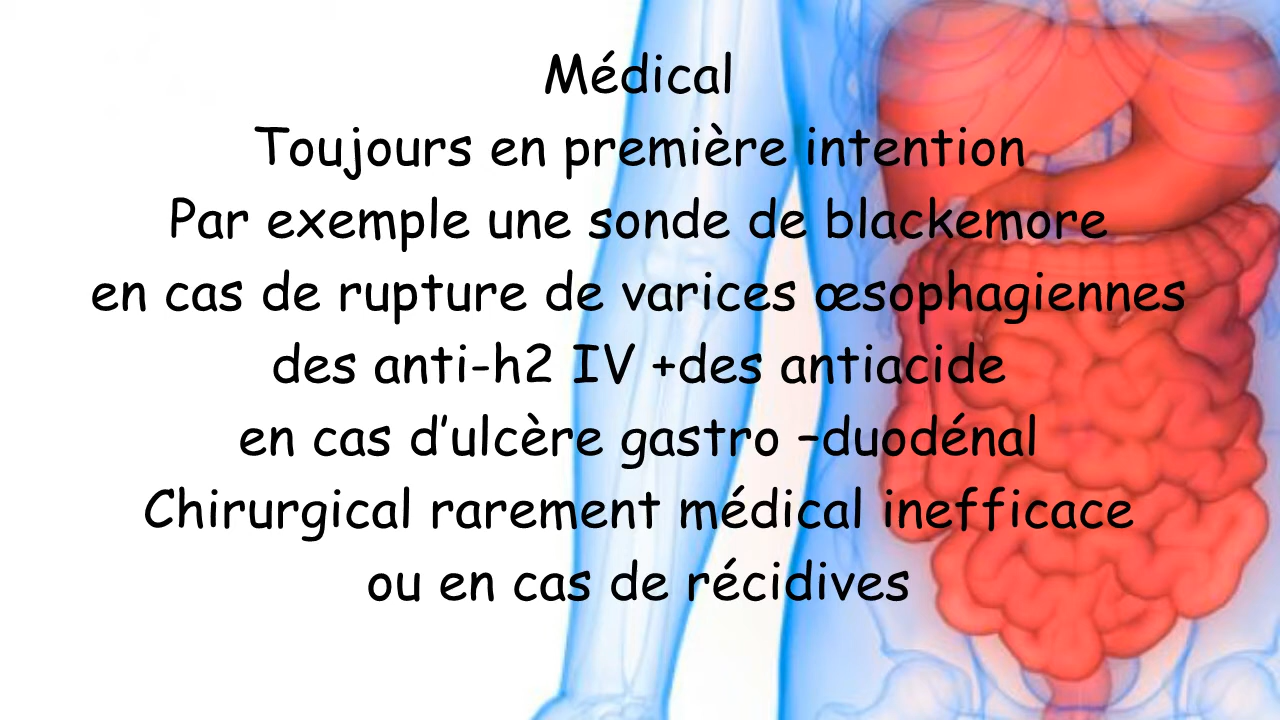 Médical
Toujours en première intention
Par exemple une sonde de blackemore
en cas de rupture de varices œsophagiennes
des anti-h2 IV +des antiacide
en cas d’ulcère gastro –duodénal
Chirurgical rarement médical inefficace
ou en cas de récidives